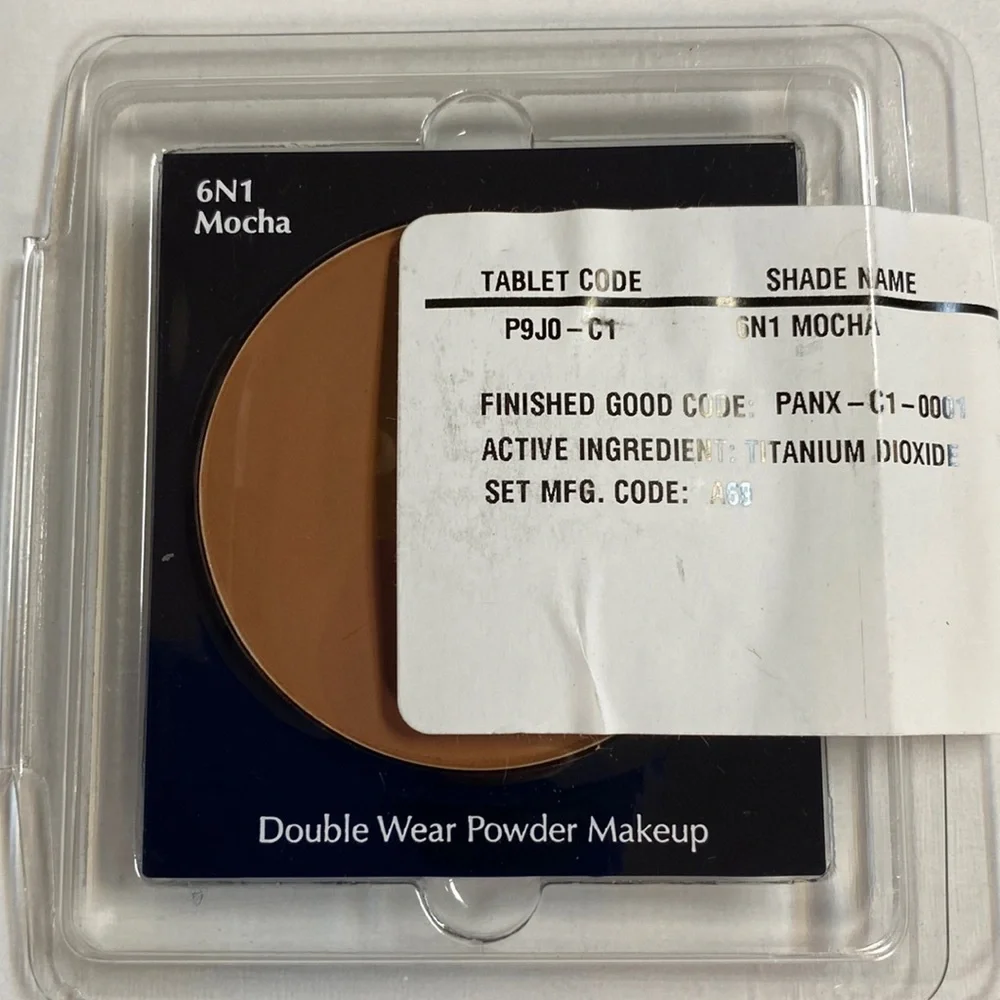 6N1
Mocha
TABLET CODE SHADE NAME
P9J0-C1 6N1 MOCHA
FINISHED GOOD CODE: PANX-C1-0001
ACTIVE INGREDIENT: TITANIUM DIOXIDE
SET MFG. CODE:
Double Wear Powder Makeup